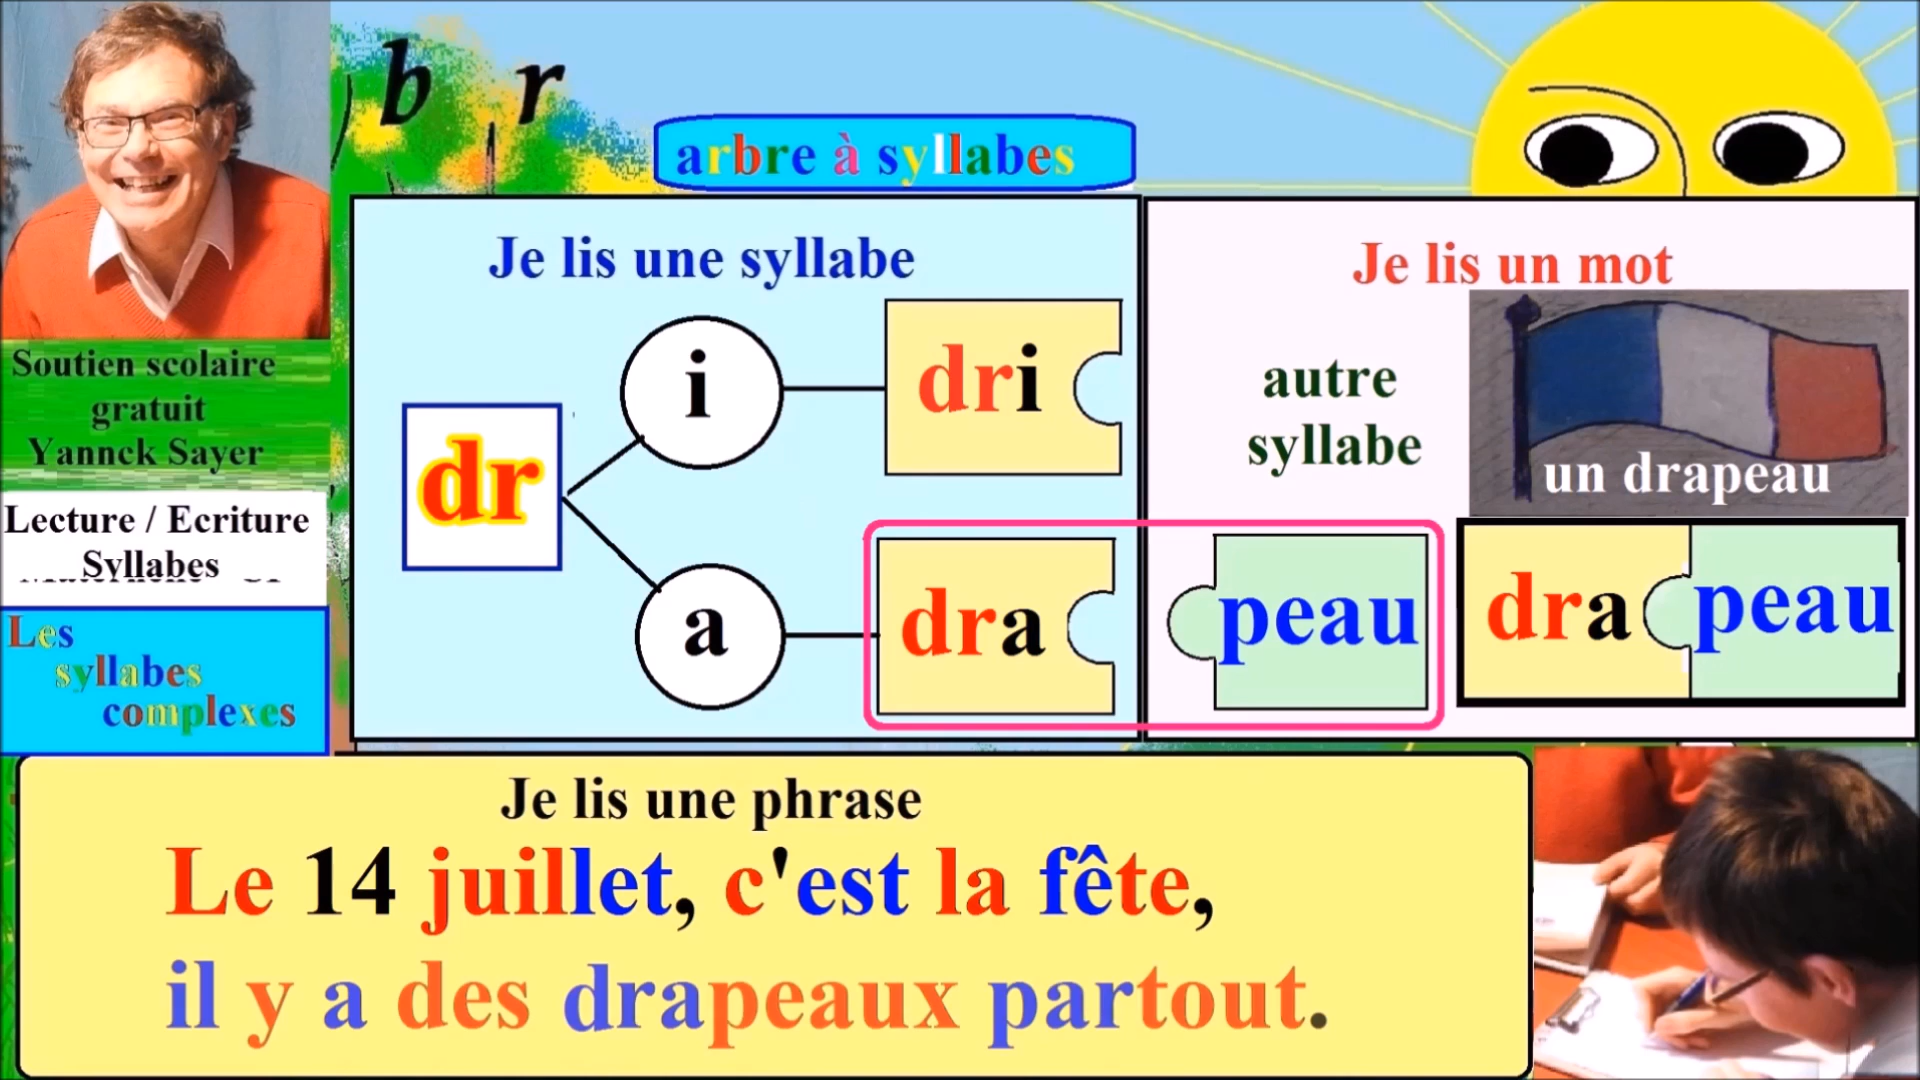 b r
arbre à syllabes
Soutien scolaire
gratuit
Yannck Sayer
Lecture / Ecriture
Syllabes
Les
syllabes
complexes
Je lis une syllabe
dr
i
dri
a
dra
Je lis un mot
autre
syllabe
un drapeau
peau
dra peau
Je lis une phrase
Le 14 juillet, c'est la fête,
il y a des drapeaux partout.